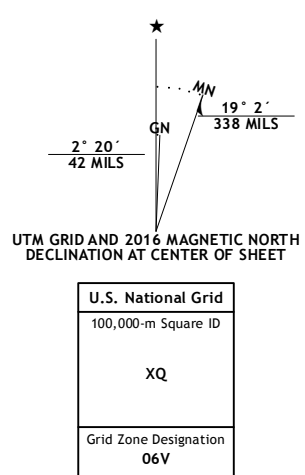 MN
GN
19° 2´
338 MILS
2° 20´
42 MILS
UTM GRID AND 2016 MAGNETIC NORTH
DECLINATION AT CENTER OF SHEET
U.S. National Grid
100,000-m Square ID
XQ
Grid Zone Designation
06V